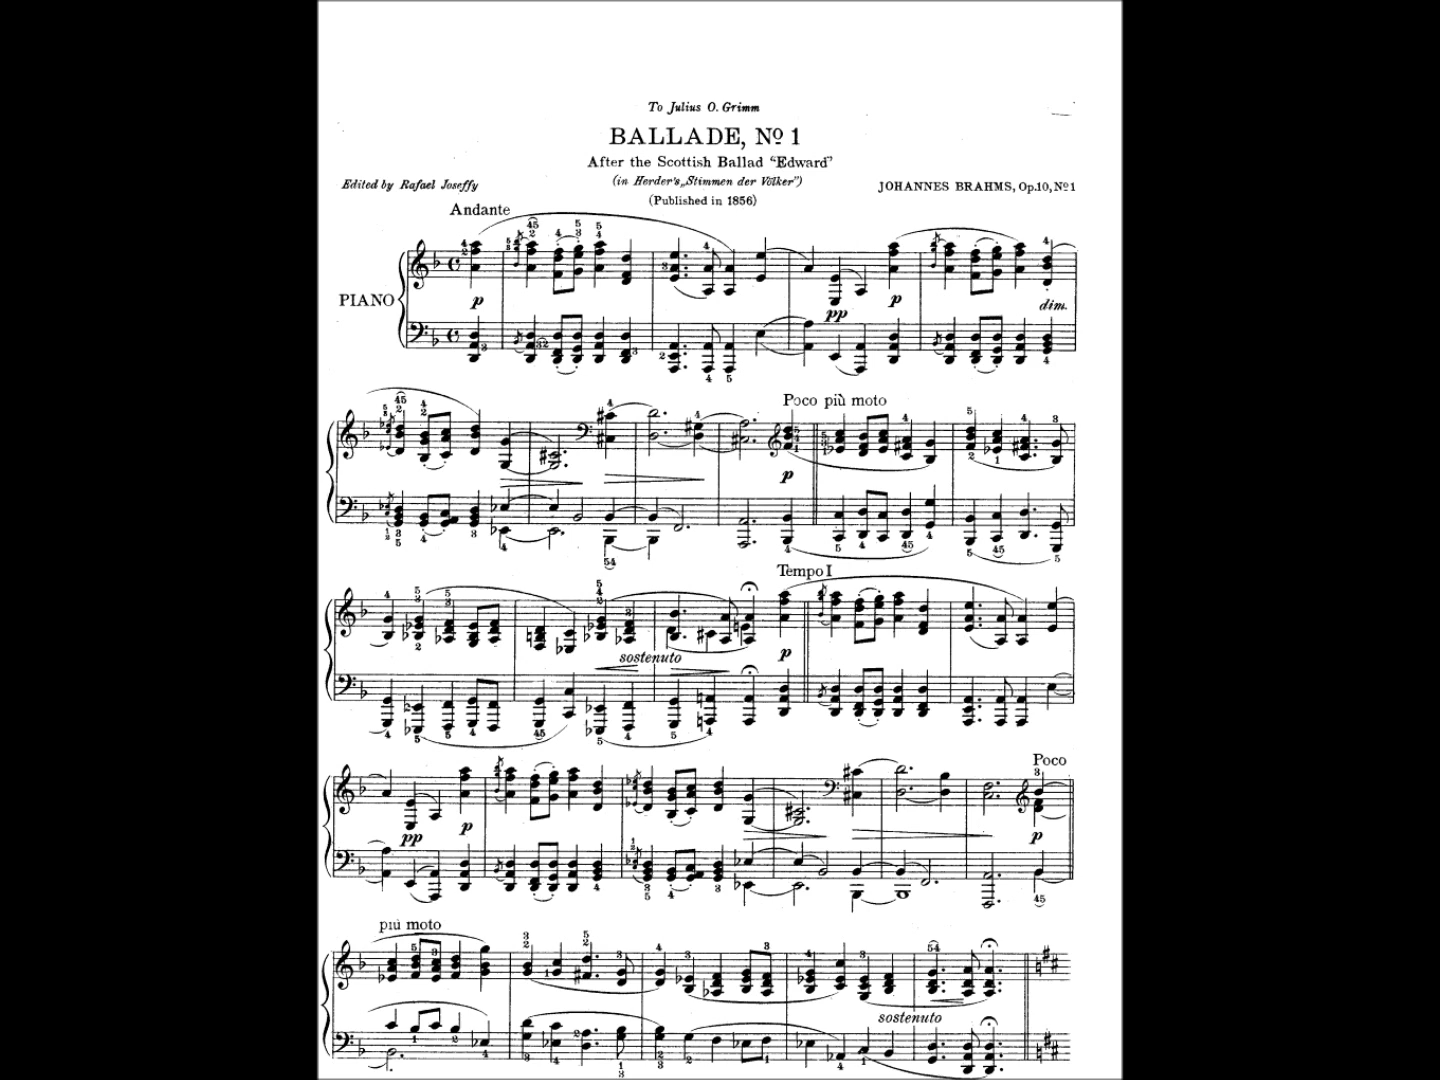 To Julius O. Grimm
BALLADE, No 1
After the Scottish Ballad “Edward”
(in Herder's „Stimmen der Völker”)
Edited by Rafael Joseffy
JOHANNES BRAHMS, Op.10, No 1
(Published in 1856)
Andante
PIANO
p
pp
p
dim.
Poco più moto
p
Tempo I
sostenuto
p
Poco
pp
p
p
più moto
sostenuto